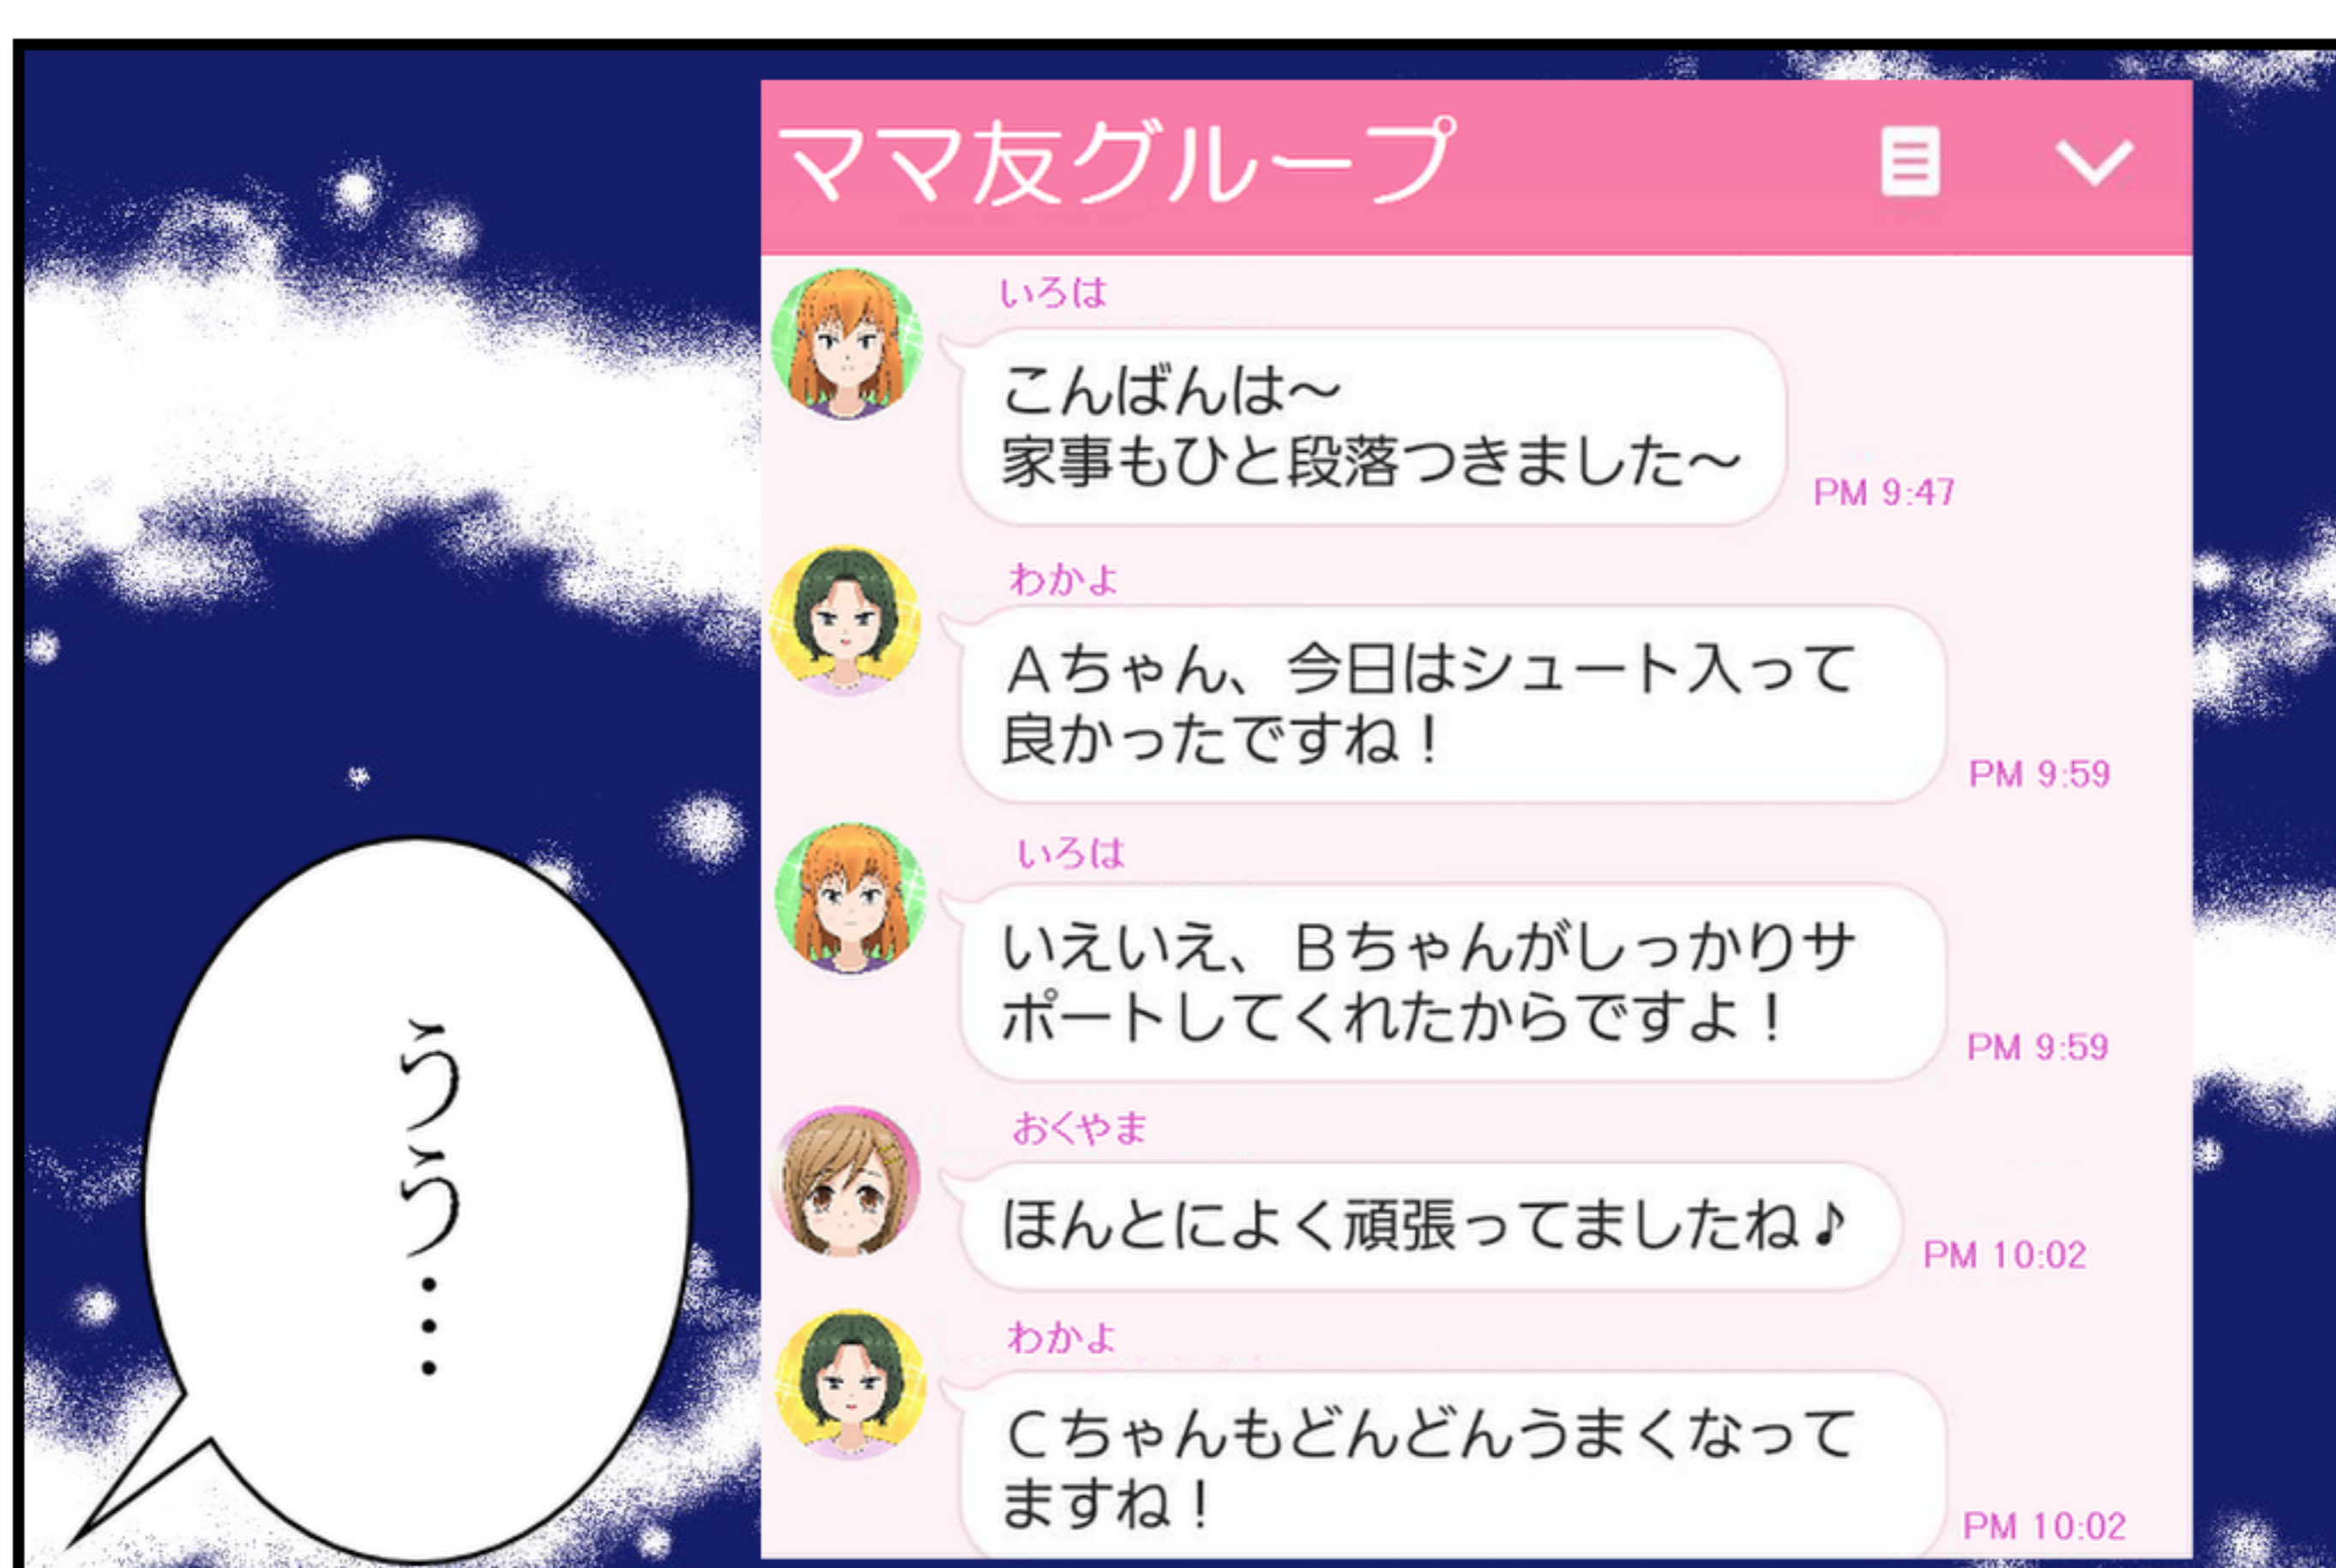 ママ友グループ
いろは
こんばんは～
家事もひと段落つきました～
PM 9:47
わかよ
Ａちゃん、今日はシュート入って
良かったですね！
PM 9:59
いろは
いえいえ、Ｂちゃんがしっかりサ
ポートしてくれたからですよ！
PM 9:59
おくやま
ほんとによく頑張ってましたね♪
PM 10:02
わかよ
Ｃちゃんもどんどんうまくなって
ますね！
PM 10:02
うう…